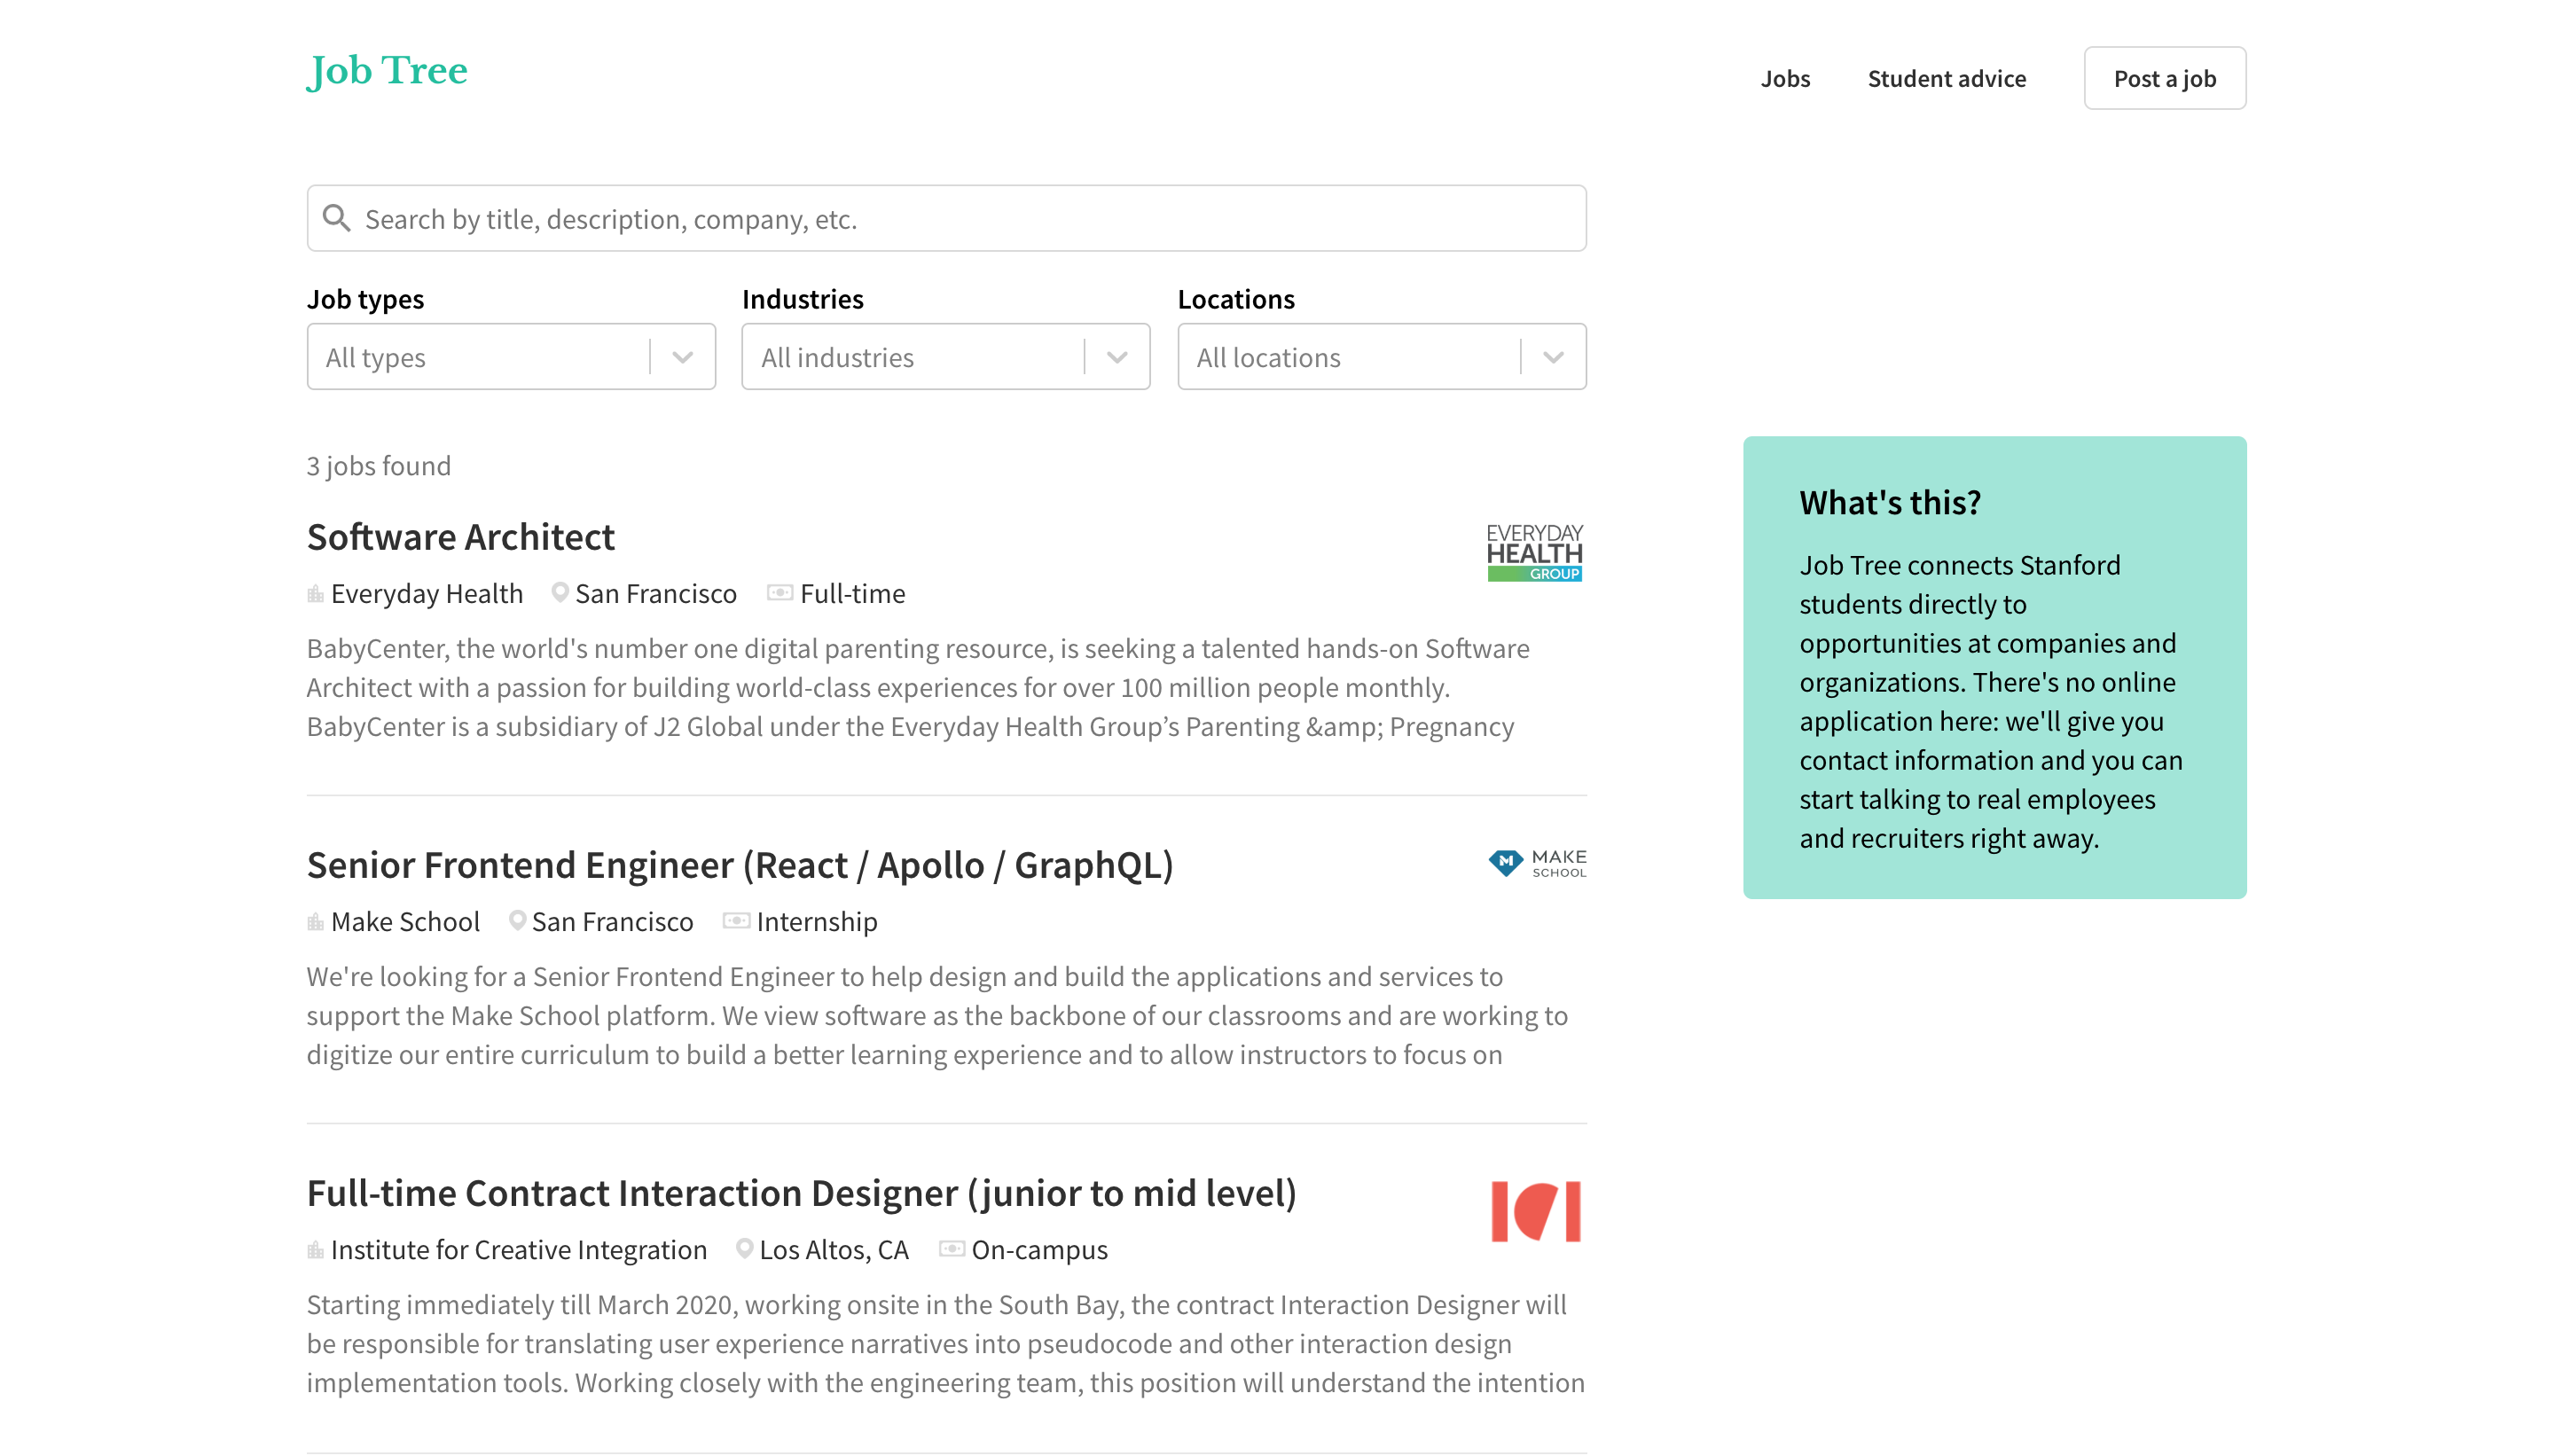 Job Tree
Jobs
Student advice
Post a job
Search by title, description, company, etc.
Job types
Industries
Locations
All types
All industries
All locations
3 jobs found
Software Architect
EVERYDAY
HEALTH
GROUP
Everyday Health
San Francisco
Full-time
BabyCenter, the world's number one digital parenting resource, is seeking a talented hands-on Software
Architect with a passion for building world-class experiences for over 100 million people monthly.
BabyCenter is a subsidiary of J2 Global under the Everyday Health Group’s Parenting &amp; Pregnancy
Senior Frontend Engineer (React / Apollo / GraphQL)
M MAKE
SCHOOL
Make School
San Francisco
Internship
We're looking for a Senior Frontend Engineer to help design and build the applications and services to
support the Make School platform. We view software as the backbone of our classrooms and are working to
digitize our entire curriculum to build a better learning experience and to allow instructors to focus on
Full-time Contract Interaction Designer (junior to mid level)
ICI
Institute for Creative Integration
Los Altos, CA
On-campus
Starting immediately till March 2020, working onsite in the South Bay, the contract Interaction Designer will
be responsible for translating user experience narratives into pseudocode and other interaction design
implementation tools. Working closely with the engineering team, this position will understand the intention
What's this?
Job Tree connects Stanford
students directly to
opportunities at companies and
organizations. There's no online
application here: we'll give you
contact information and you can
start talking to real employees
and recruiters right away.